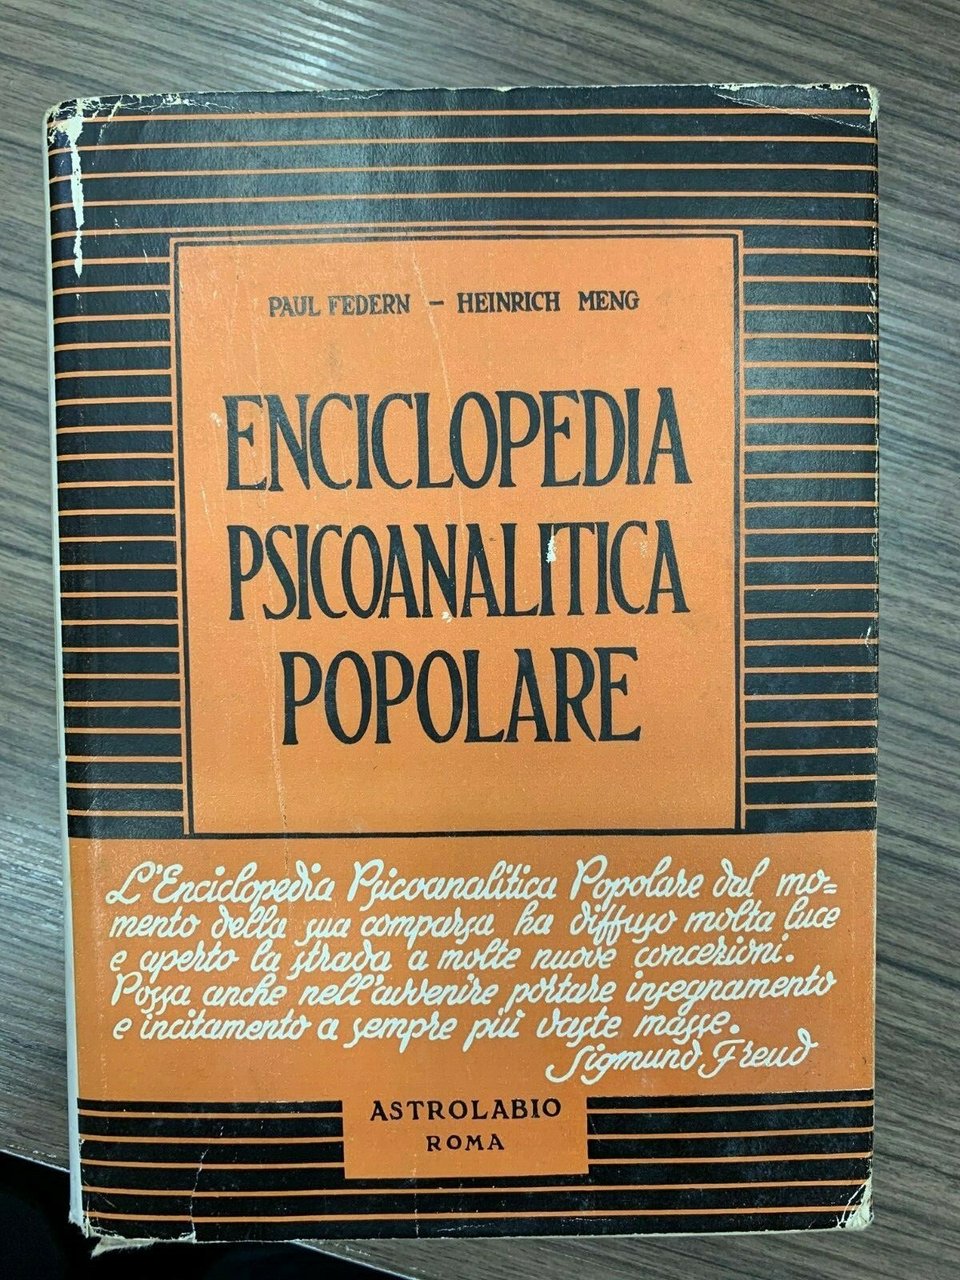 PAUL FEDERN – HEINRICH MENG
ENCICLOPEDIA
PSICOANALITICA
POPOLARE
L'Enciclopedia Psicoanalitica Popolare dal mo=
mento della sua comparsa ha diffuso molta luce
e aperto la strada a molte nuove concezioni.
Possa anche nell'avvenire portare insegnamento
e incitamento a sempre più vaste masse.
Sigmund Freud
ASTROLABIO
ROMA